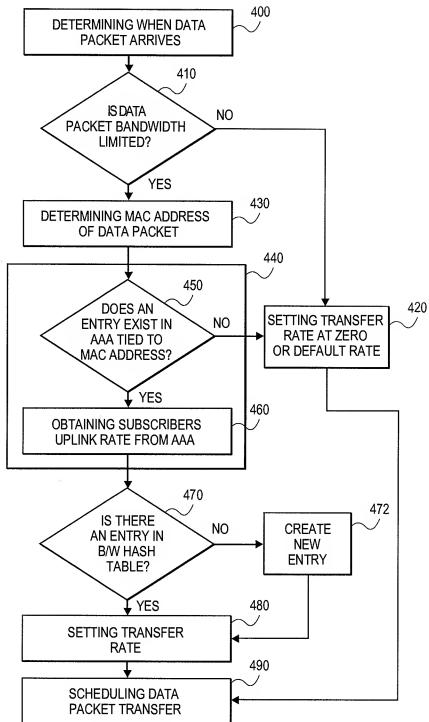 DETERMINING WHEN DATA
PACKET ARRIVES
400
410
IS DATA
PACKET BANDWIDTH
LIMITED?
NO
YES
DETERMINING MAC ADDRESS
OF DATA PACKET
430
440
450
DOES AN
ENTRY EXIST IN
AAA TIED TO
MAC ADDRESS?
NO
YES
SETTING TRANSFER
RATE AT ZERO
OR DEFAULT RATE
420
OBTAINING SUBSCRIBERS
UPLINK RATE FROM AAA
460
470
IS THERE
AN ENTRY IN
B/W HASH
TABLE?
NO
YES
CREATE
NEW
ENTRY
472
SETTING TRANSFER
RATE
480
SCHEDULING DATA
PACKET TRANSFER
490